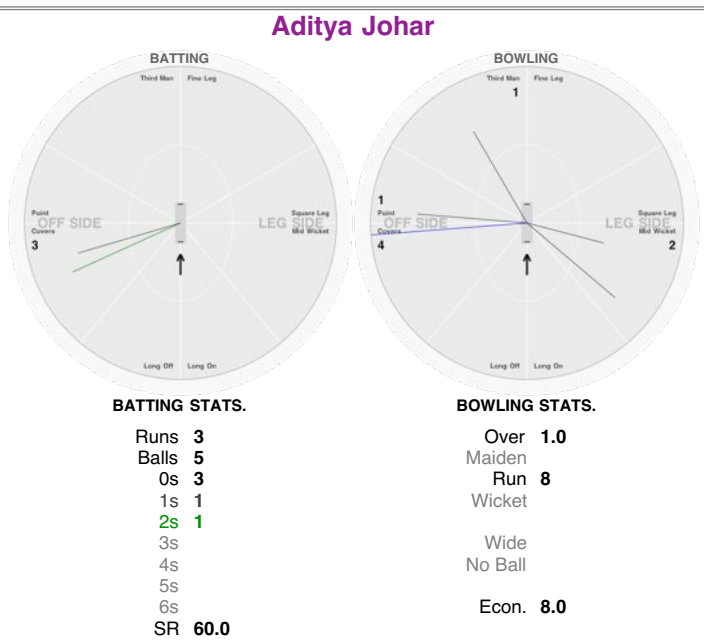 Aditya Johar
BATTING
Third Man Fine Leg
Point
OFF SIDE
Covers
3
Square Leg
LEG SIDE
Mid Wicket
Long Off Long On
BOWLING
Third Man Fine Leg
1
1
Point
OFF SIDE
Covers
4
Square Leg
LEG SIDE
Mid Wicket
2
Long Off Long On
BATTING STATS.
Runs 3
Balls 5
0s 3
1s 1
2s 1
3s
4s
5s
6s
SR 60.0
BOWLING STATS.
Over 1.0
Maiden
Run 8
Wicket
Wide
No Ball
Econ. 8.0